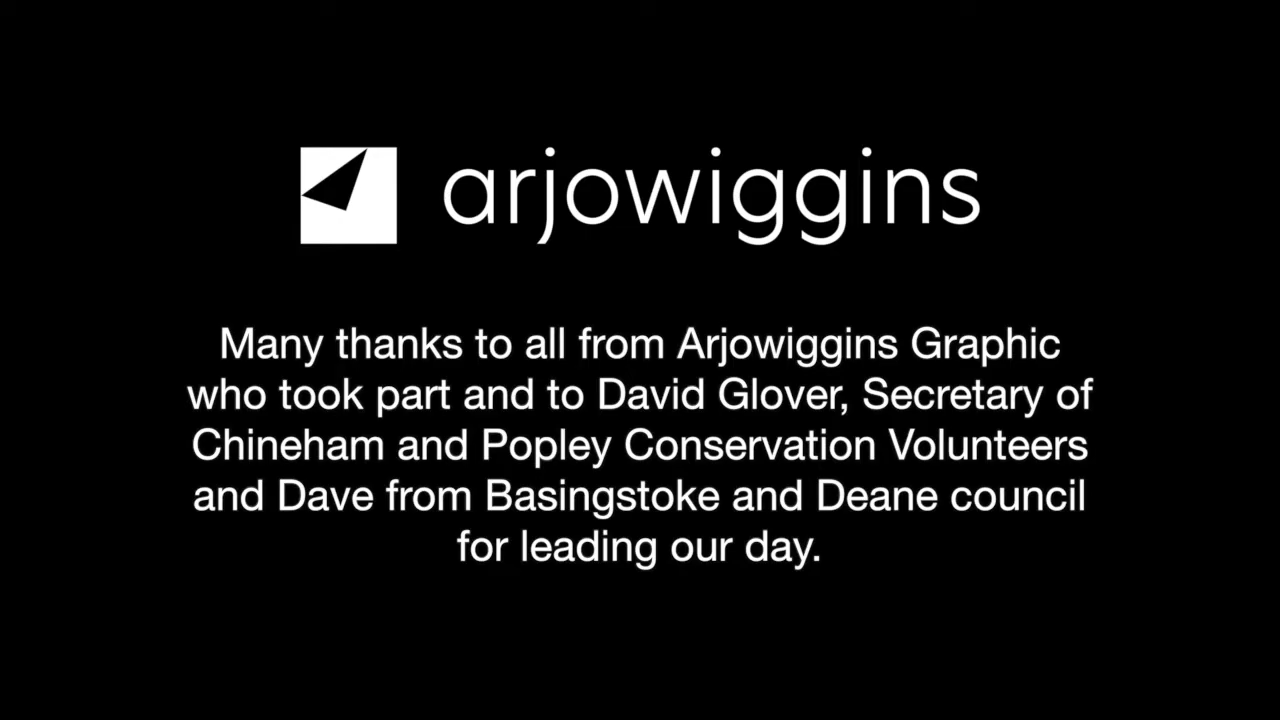 arjowiggins
Many thanks to all from Arjowiggins Graphic
who took part and to David Glover, Secretary of
Chineham and Popley Conservation Volunteers
and Dave from Basingstoke and Deane council
for leading our day.